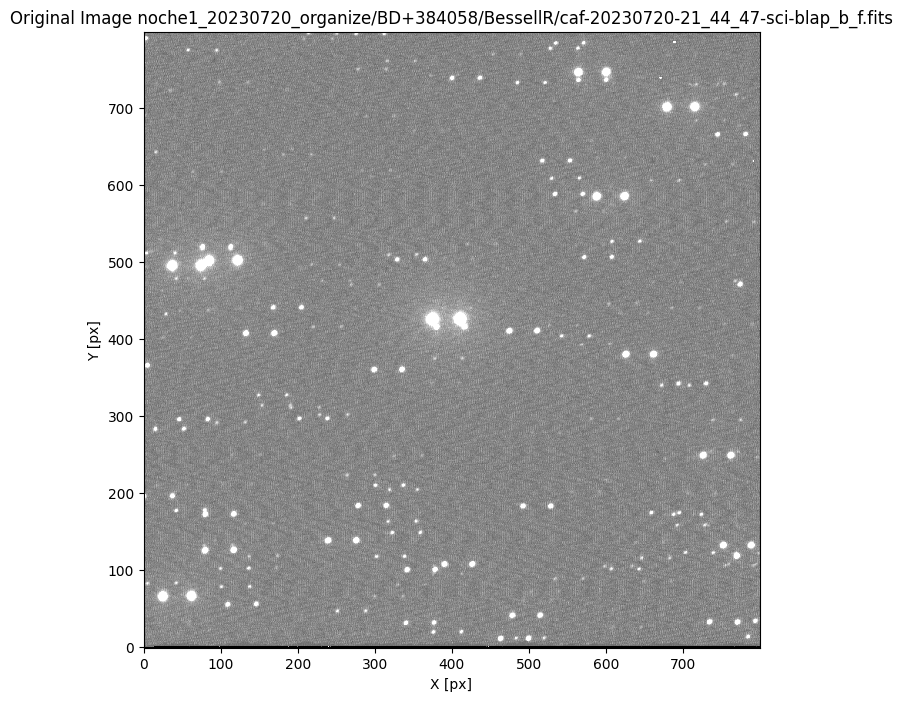 Original Image noche1_20230720_organize/BD+384058/BessellR/caf-20230720-21_44_47-sci-blap_b_f.fits
700
600
500
400
300
200
100
0
Y [px]
0 100 200 300 400 500 600 700
X [px]